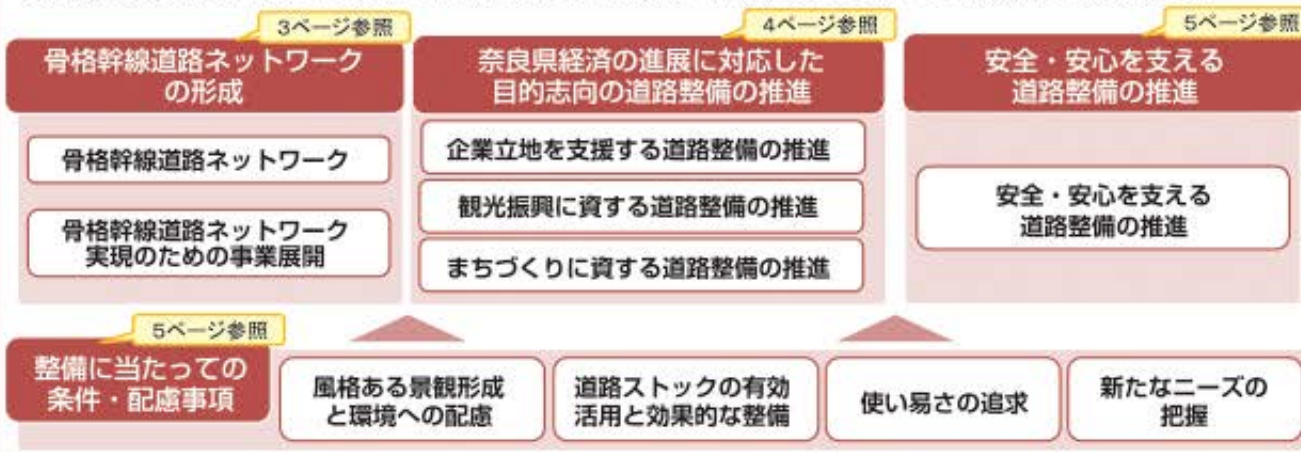 3ページ参照
骨格幹線道路ネットワーク
の形成
骨格幹線道路ネットワーク
骨格幹線道路ネットワーク
実現のための事業展開
4ページ参照
奈良県経済の進展に対応した
目的志向の道路整備の推進
企業立地を支援する道路整備の推進
観光振興に資する道路整備の推進
まちづくりに資する道路整備の推進
5ページ参照
安全・安心を支える
道路整備の推進
安全・安心を支える
道路整備の推進
5ページ参照
整備に当たっての
条件・配慮事項
風格ある景観形成
と環境への配慮
道路ストックの有効
活用と効果的な整備
使い易さの追求
新たなニーズの
把握